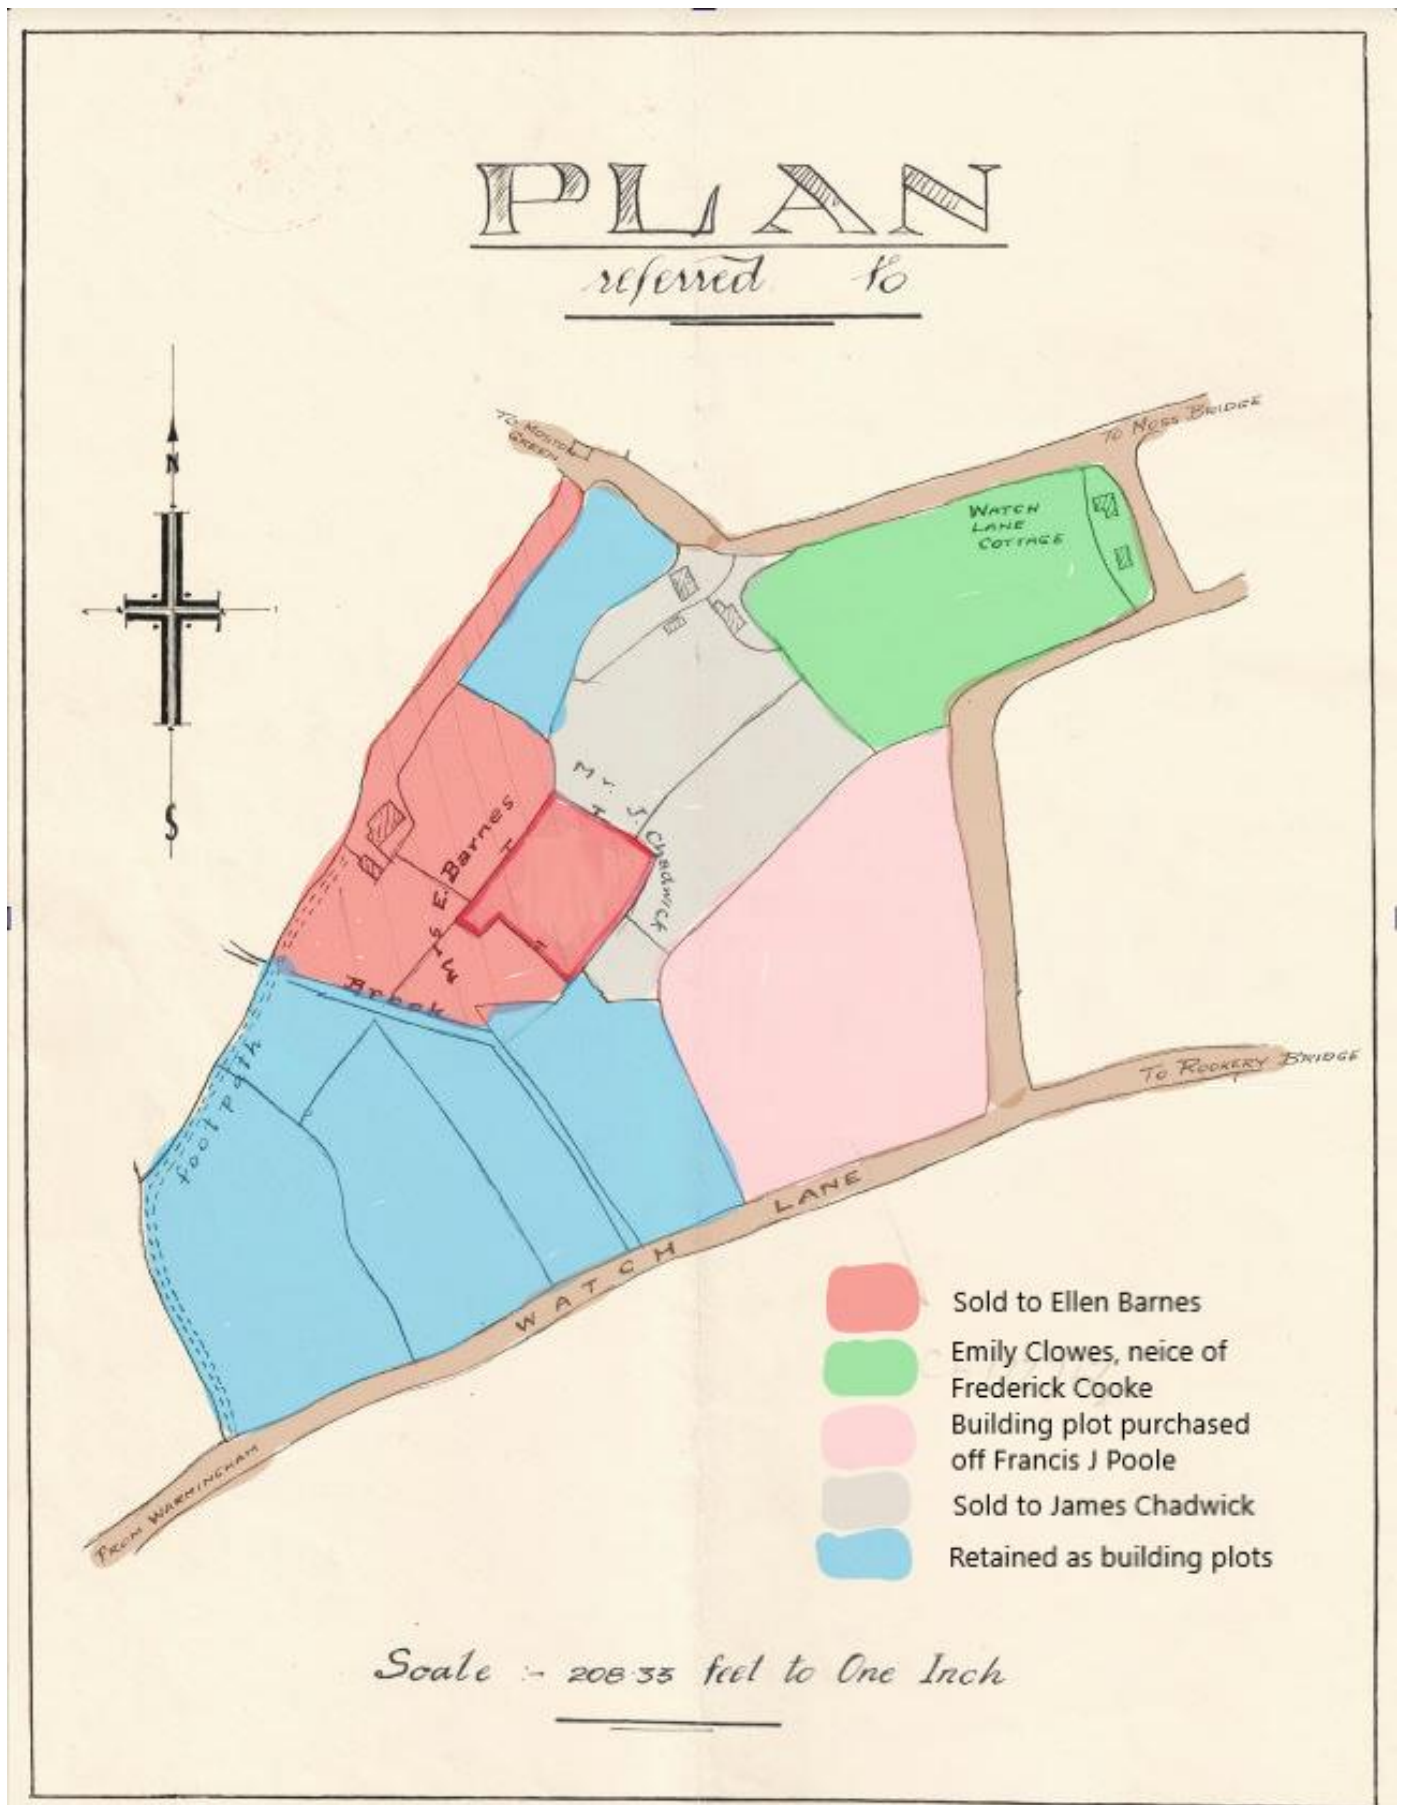 PLAN
referred to
TO MOSTON
GREEN
TO MOSS BRIDGE
N
WATCH
LANE
COTTAGE
S
Mr. J. Chadwick
T
T
Mrs E. Barnes
T
Brook
footpath
TO ROOKERY BRIDGE
WATCH LANE
FROM WARMINGHAM
Sold to Ellen Barnes
Emily Clowes, neice of
Frederick Cooke
Building plot purchased
off Francis J Poole
Sold to James Chadwick
Retained as building plots
Scale :- 208.33 feet to One Inch